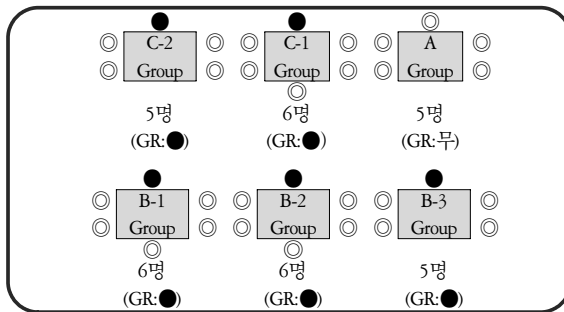 C-2 Group
C-1 Group
A Group
5명
6명
5명
(GR:●)
(GR:●)
(GR:무)
B-1 Group
B-2 Group
B-3 Group
6명
6명
5명
(GR:●)
(GR:●)
(GR:●)